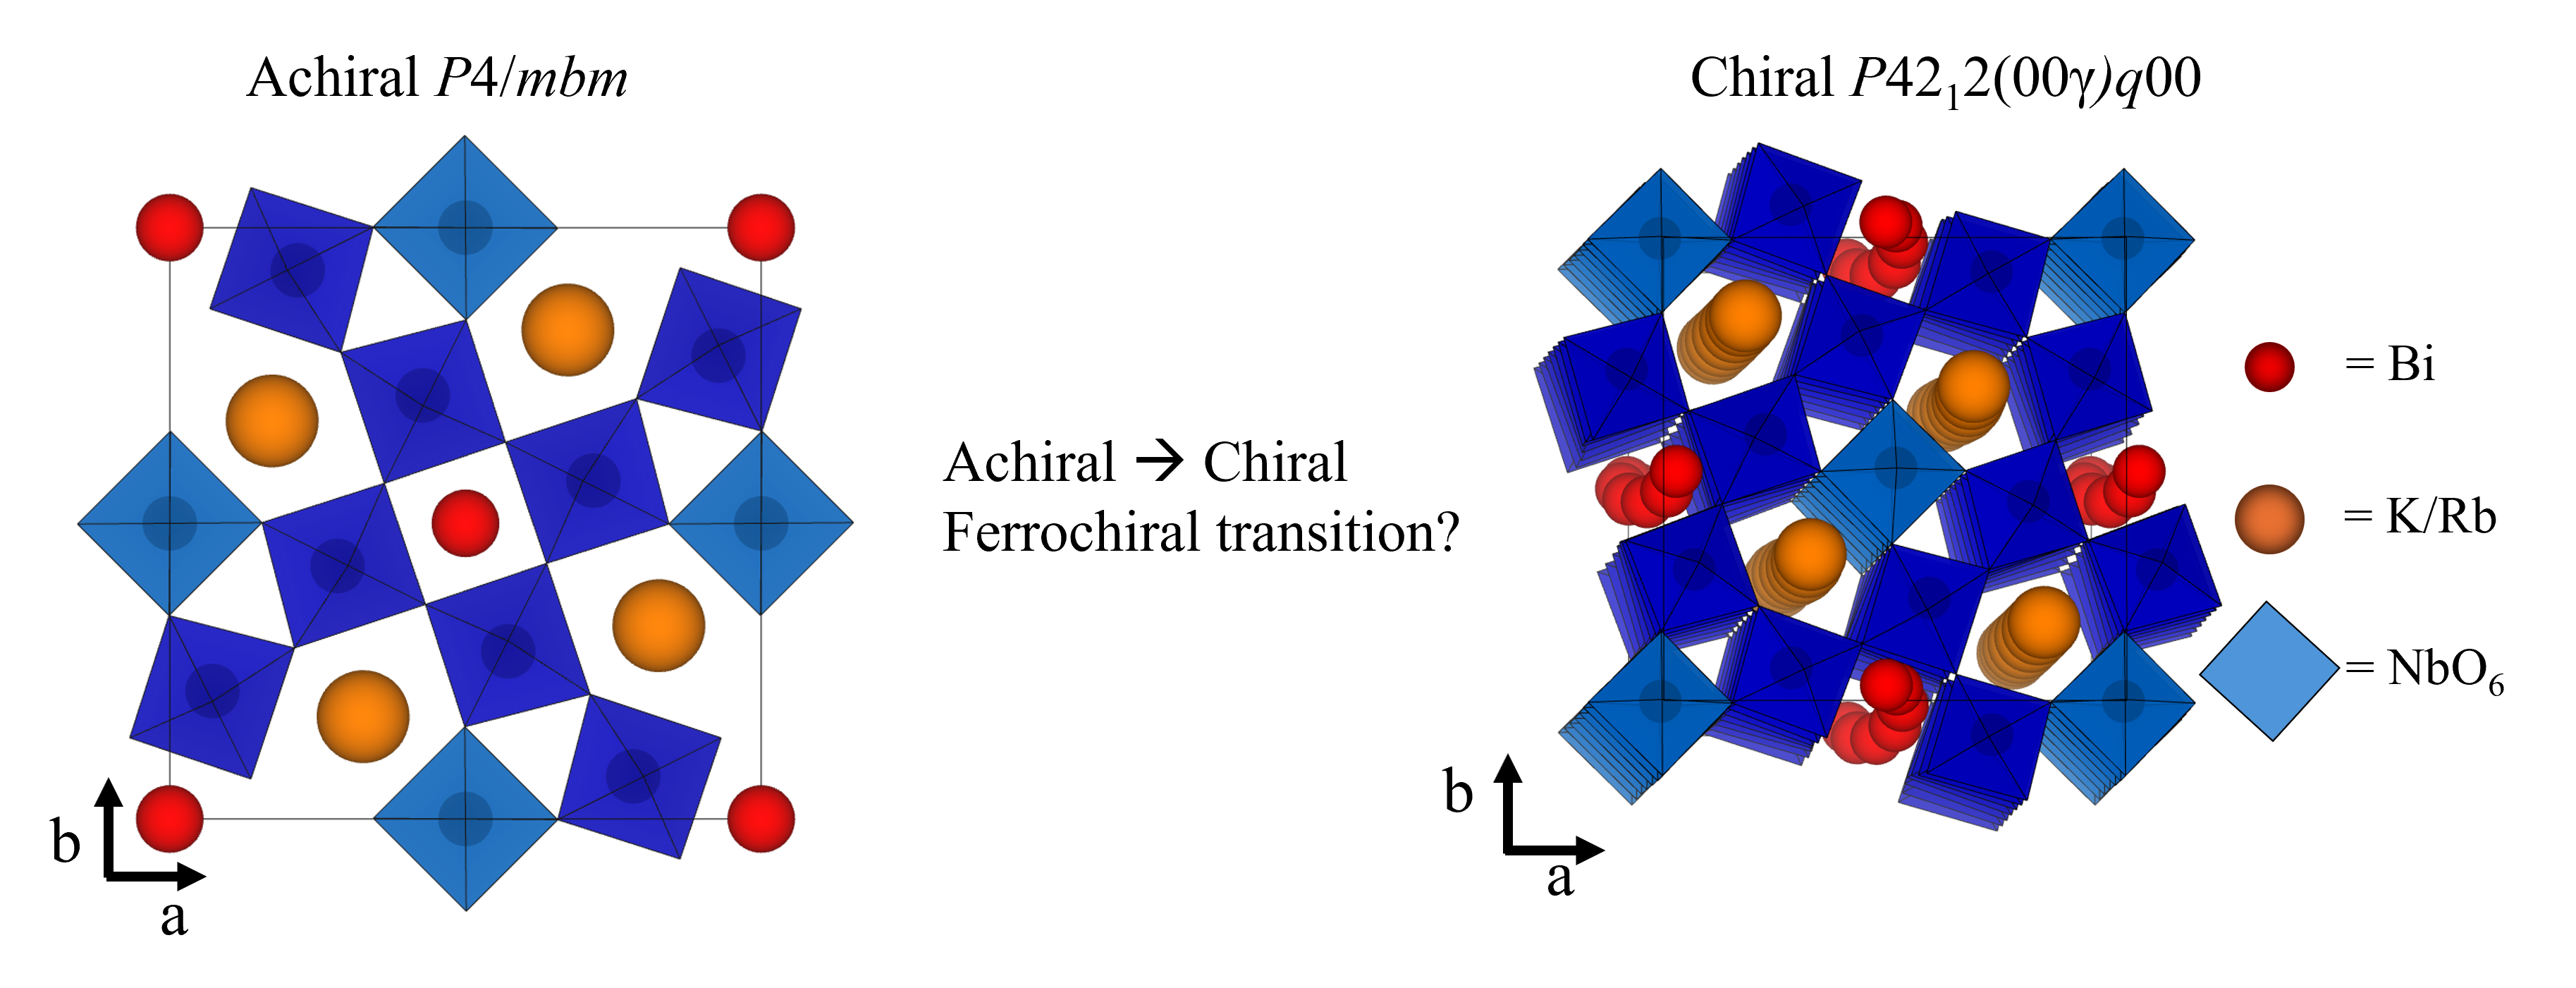 Achiral P4/mbm
Chiral P42₁2(00γ)q00
Achiral → Chiral
Ferrochiral transition?
= Bi
= K/Rb
= NbO₆
b
a
b
a